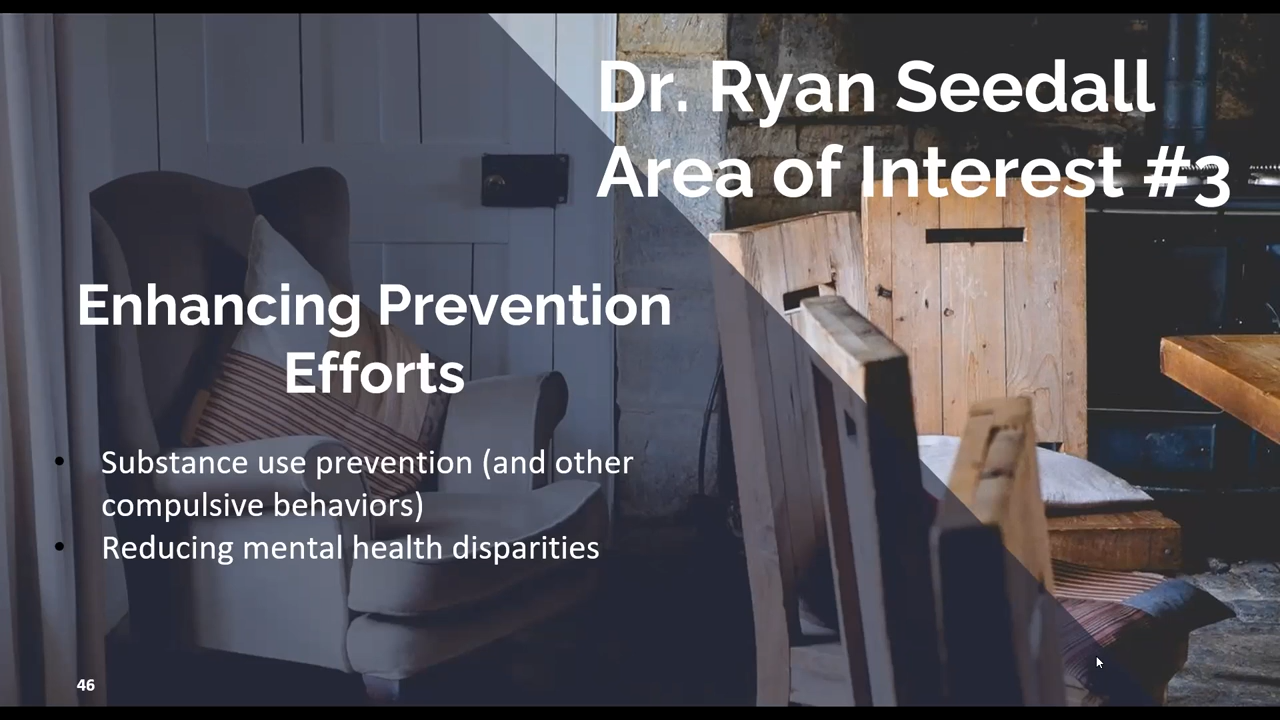 Dr. Ryan Seedall
Area of Interest #3
Enhancing Prevention
Efforts
• Substance use prevention (and other
compulsive behaviors)
• Reducing mental health disparities
46